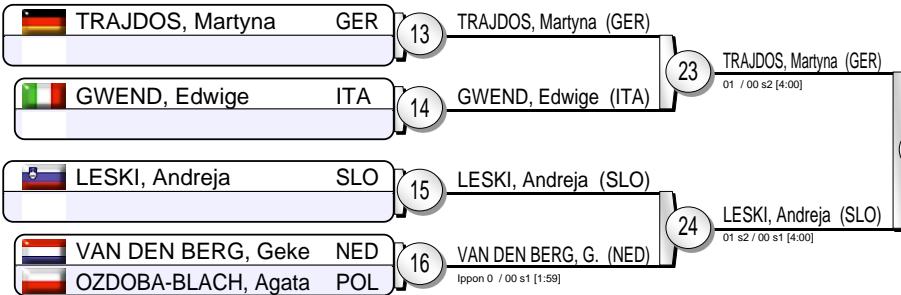 TRAJDOS, Martyna GER
13
TRAJDOS, Martyna (GER)
23
TRAJDOS, Martyna (GER)
01 / 00 s2 [4:00]
GWEND, Edwige ITA
14
GWEND, Edwige (ITA)
LESKI, Andreja SLO
15
LESKI, Andreja (SLO)
24
LESKI, Andreja (SLO)
01 s2 / 00 s1 [4:00]
VAN DEN BERG, Geke NED
OZDOBA-BLACH, Agata POL
16
VAN DEN BERG, G. (NED)
Ippon 0 / 00 s1 [1:59]